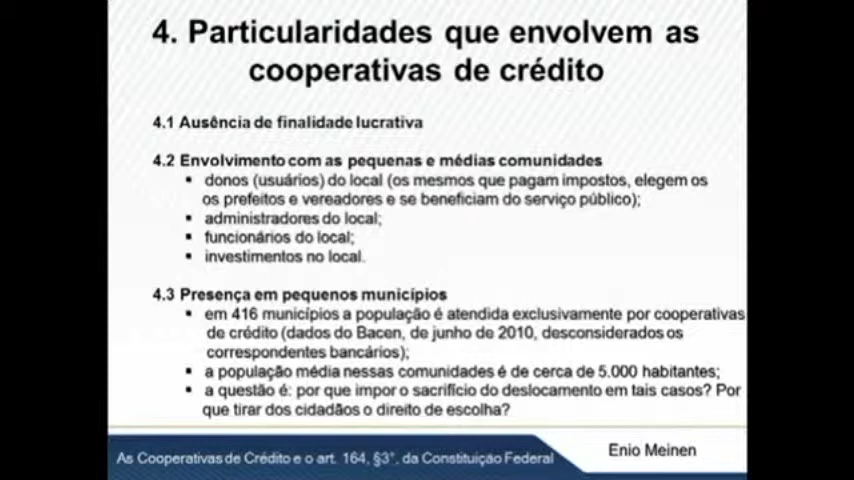 4. Particularidades que envolvem as
cooperativas de crédito
4.1 Ausência de finalidade lucrativa
4.2 Envolvimento com as pequenas e médias comunidades
▪ donos (usuários) do local (os mesmos que pagam impostos, elegem os
os prefeitos e vereadores e se beneficiam do serviço público);
▪ administradores do local;
▪ funcionários do local;
▪ investimentos no local.
4.3 Presença em pequenos municípios
▪ em 416 municípios a população é atendida exclusivamente por cooperativas
de crédito (dados do Bacen, de junho de 2010, desconsiderados os
correspondentes bancários);
▪ a população média nessas comunidades é de cerca de 5.000 habitantes;
▪ a questão é: por que impor o sacrifício do deslocamento em tais casos? Por
que tirar dos cidadãos o direito de escolha?
As Cooperativas de Crédito e o art. 164, §3°, da Constituição Federal
Enio Meinen